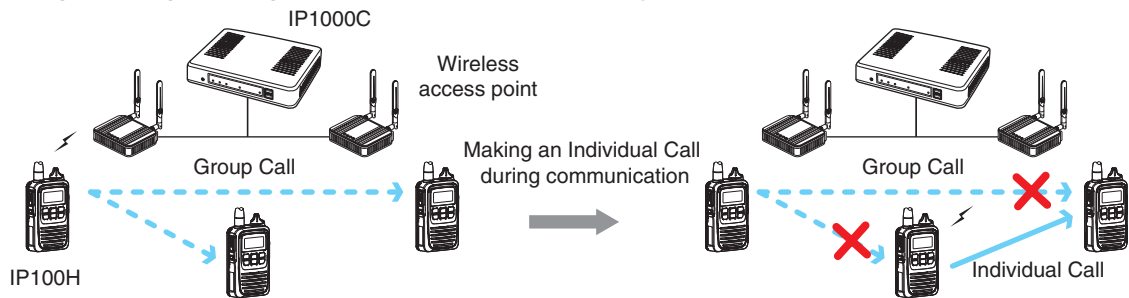 IP1000C
Wireless
access point
Group Call
IP100H
Making an Individual Call
during communication
Group Call
Individual Call